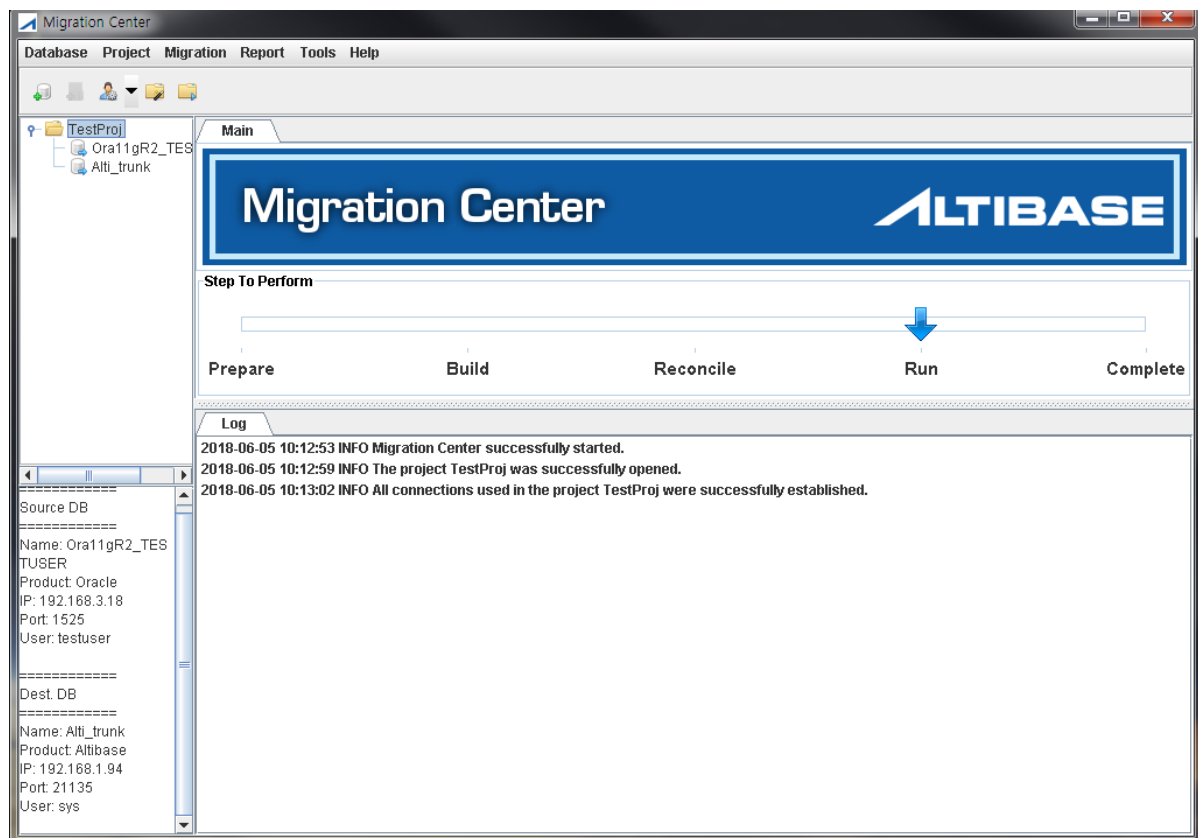 Migration Center
Database Project Migration Report Tools Help
TestProj
Ora11gR2_TES
Alti_trunk
Main
Migration Center
ALTIBASE
Step To Perform
Prepare Build Reconcile Run Complete
Log
2018-06-05 10:12:53 INFO Migration Center successfully started.
2018-06-05 10:12:59 INFO The project TestProj was successfully opened.
2018-06-05 10:13:02 INFO All connections used in the project TestProj were successfully established.
============
Source DB
============
Name: Ora11gR2_TES
TUSER
Product: Oracle
IP: 192.168.3.18
Port: 1525
User: testuser
============
Dest. DB
============
Name: Alti_trunk
Product: Altibase
IP: 192.168.1.94
Port: 21135
User: sys